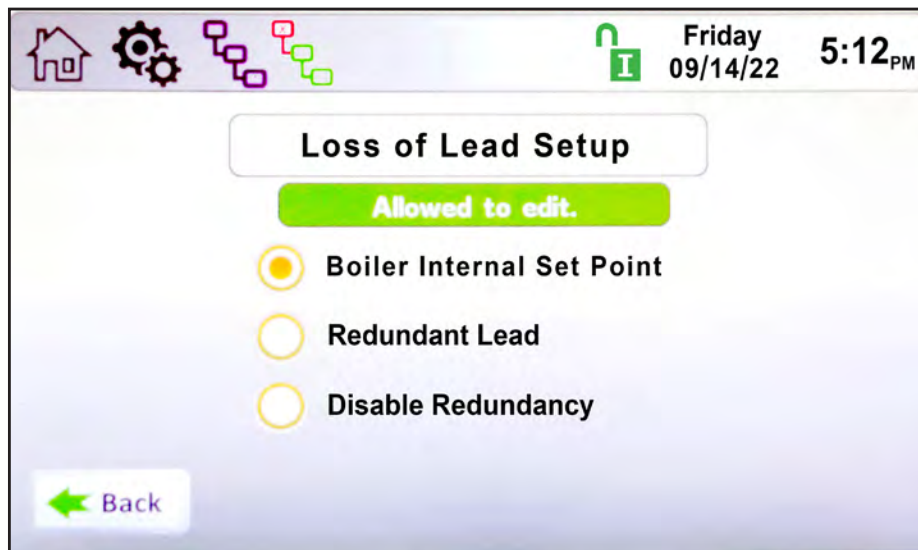 Friday
09/14/22
5:12PM
I
Loss of Lead Setup
Allowed to edit.
Boiler Internal Set Point
Redundant Lead
Disable Redundancy
Back